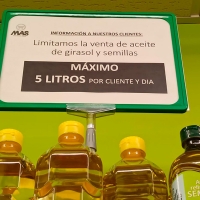 MAS
INFORMACIÓN A NUESTROS CLIENTES:
Limitamos la venta de aceite
de girasol y semillas
MÁXIMO
5 LITROS POR CLIENTE Y DIA